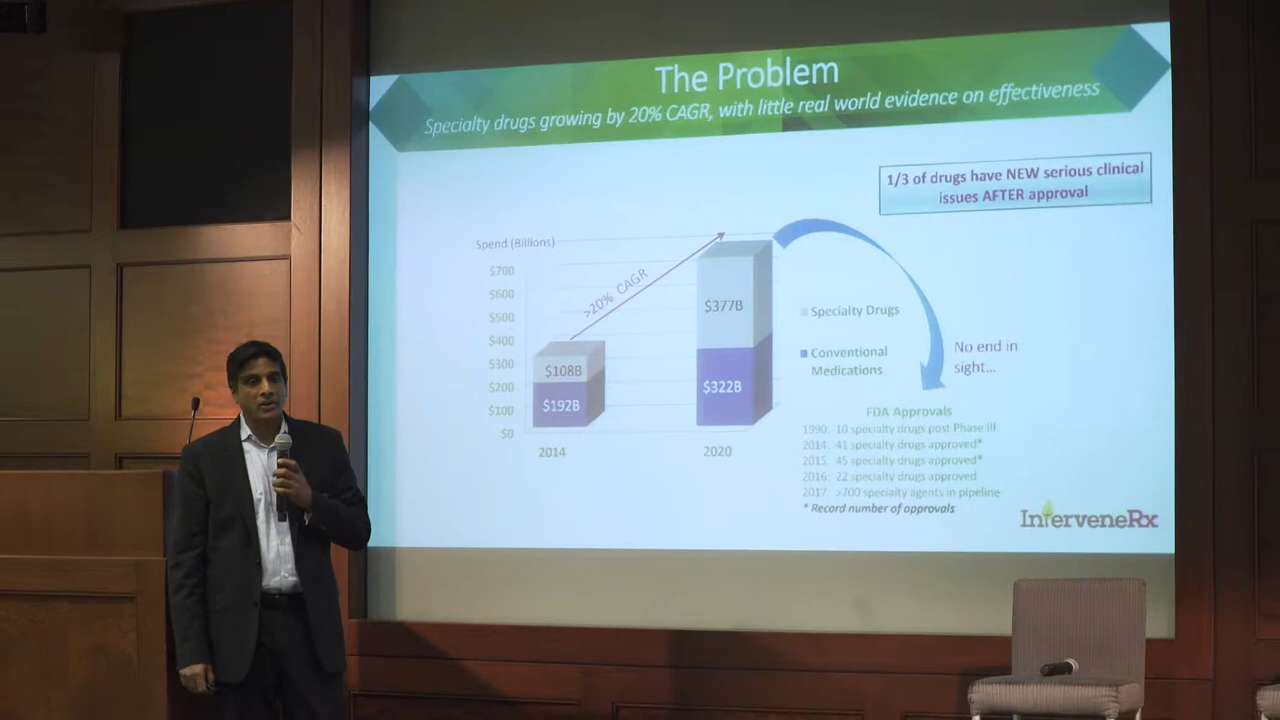 The Problem
Specialty drugs growing by 20% CAGR, with little real world evidence on effectiveness
1/3 of drugs have NEW serious clinical
issues AFTER approval
Spend (Billions)
$700
$600
$500
$400
$300
$200
$100
$0
>20% CAGR
$108B
$192B
2014
$377B
$322B
2020
Specialty Drugs
Conventional
Medications
No end in
sight...
FDA Approvals
1990: 10 specialty drugs post Phase III
2014: 41 specialty drugs approved*
2015: 45 specialty drugs approved*
2016: 22 specialty drugs approved
2017: >700 specialty agents in pipeline
* Record number of approvals
InterveneRx